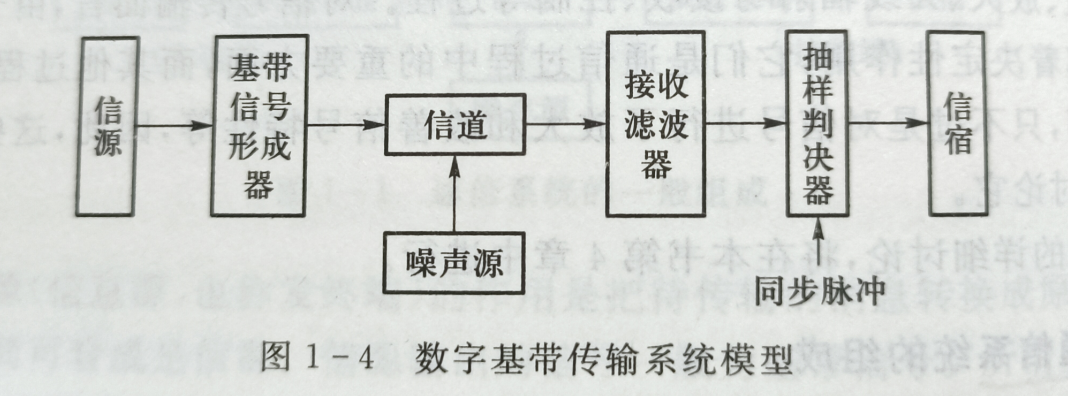 信源
基带
信号
形成
器
信道
噪声源
接收
滤波
器
抽样判决器
同步脉冲
信宿
图 1-4 数字基带传输系统模型